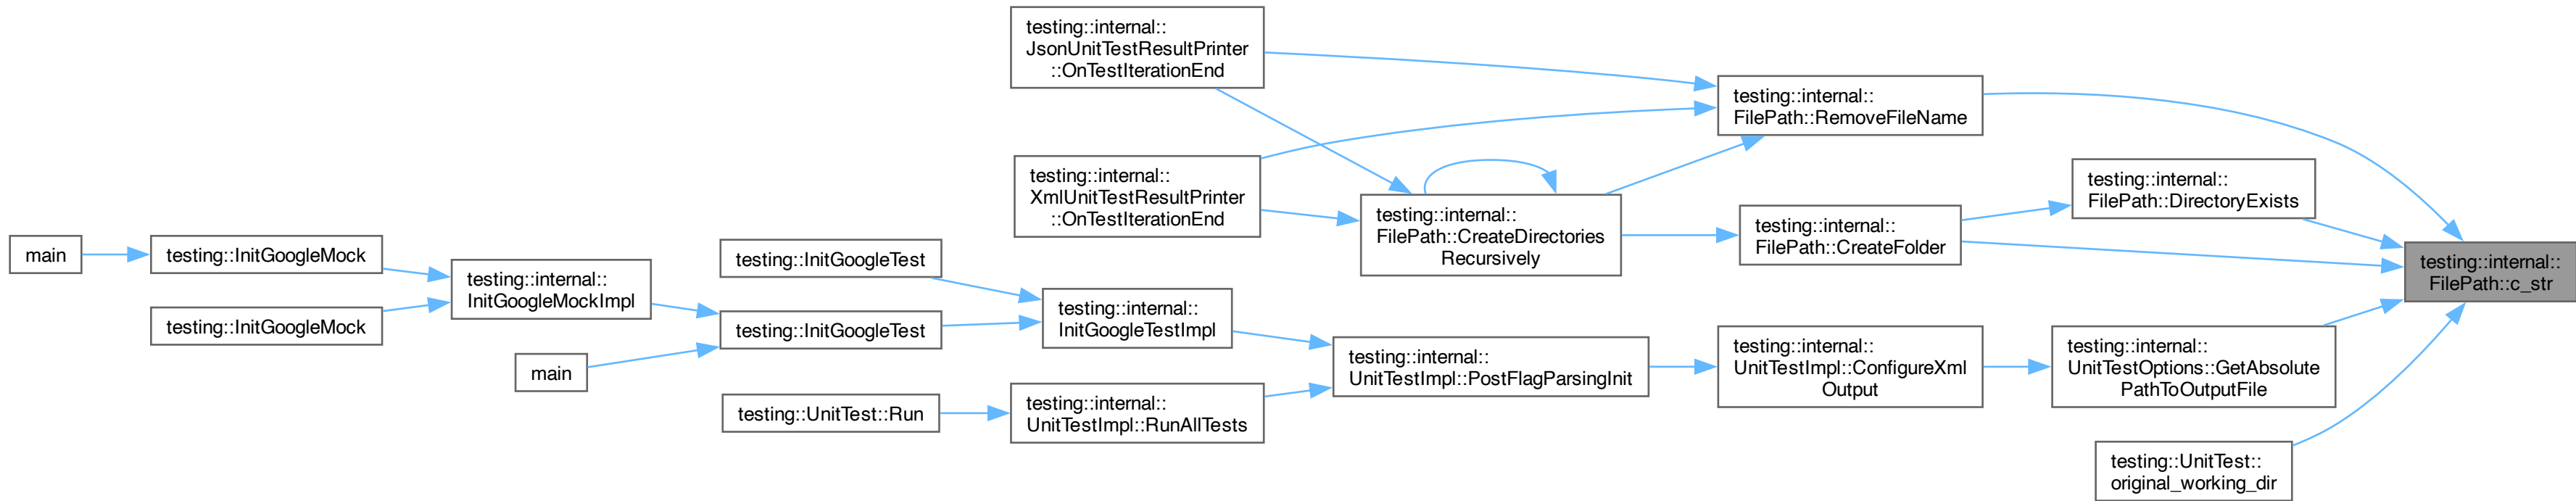 main
testing::InitGoogleMock
testing::InitGoogleMock
testing::internal::
InitGoogleMockImpl
main
testing::InitGoogleTest
testing::InitGoogleTest
testing::UnitTest::Run
testing::internal::
JsonUnitTestResultPrinter
::OnTestIterationEnd
testing::internal::
XmlUnitTestResultPrinter
::OnTestIterationEnd
testing::internal::
InitGoogleTestImpl
testing::internal::
UnitTestImpl::RunAllTests
testing::internal::
FilePath::CreateDirectories
Recursively
testing::internal::
UnitTestImpl::PostFlagParsingInit
testing::internal::
FilePath::RemoveFileName
testing::internal::
FilePath::CreateFolder
testing::internal::
UnitTestImpl::ConfigureXml
Output
testing::internal::
FilePath::DirectoryExists
testing::internal::
UnitTestOptions::GetAbsolute
PathToOutputFile
testing::UnitTest::
original_working_dir
testing::internal::
FilePath::c_str